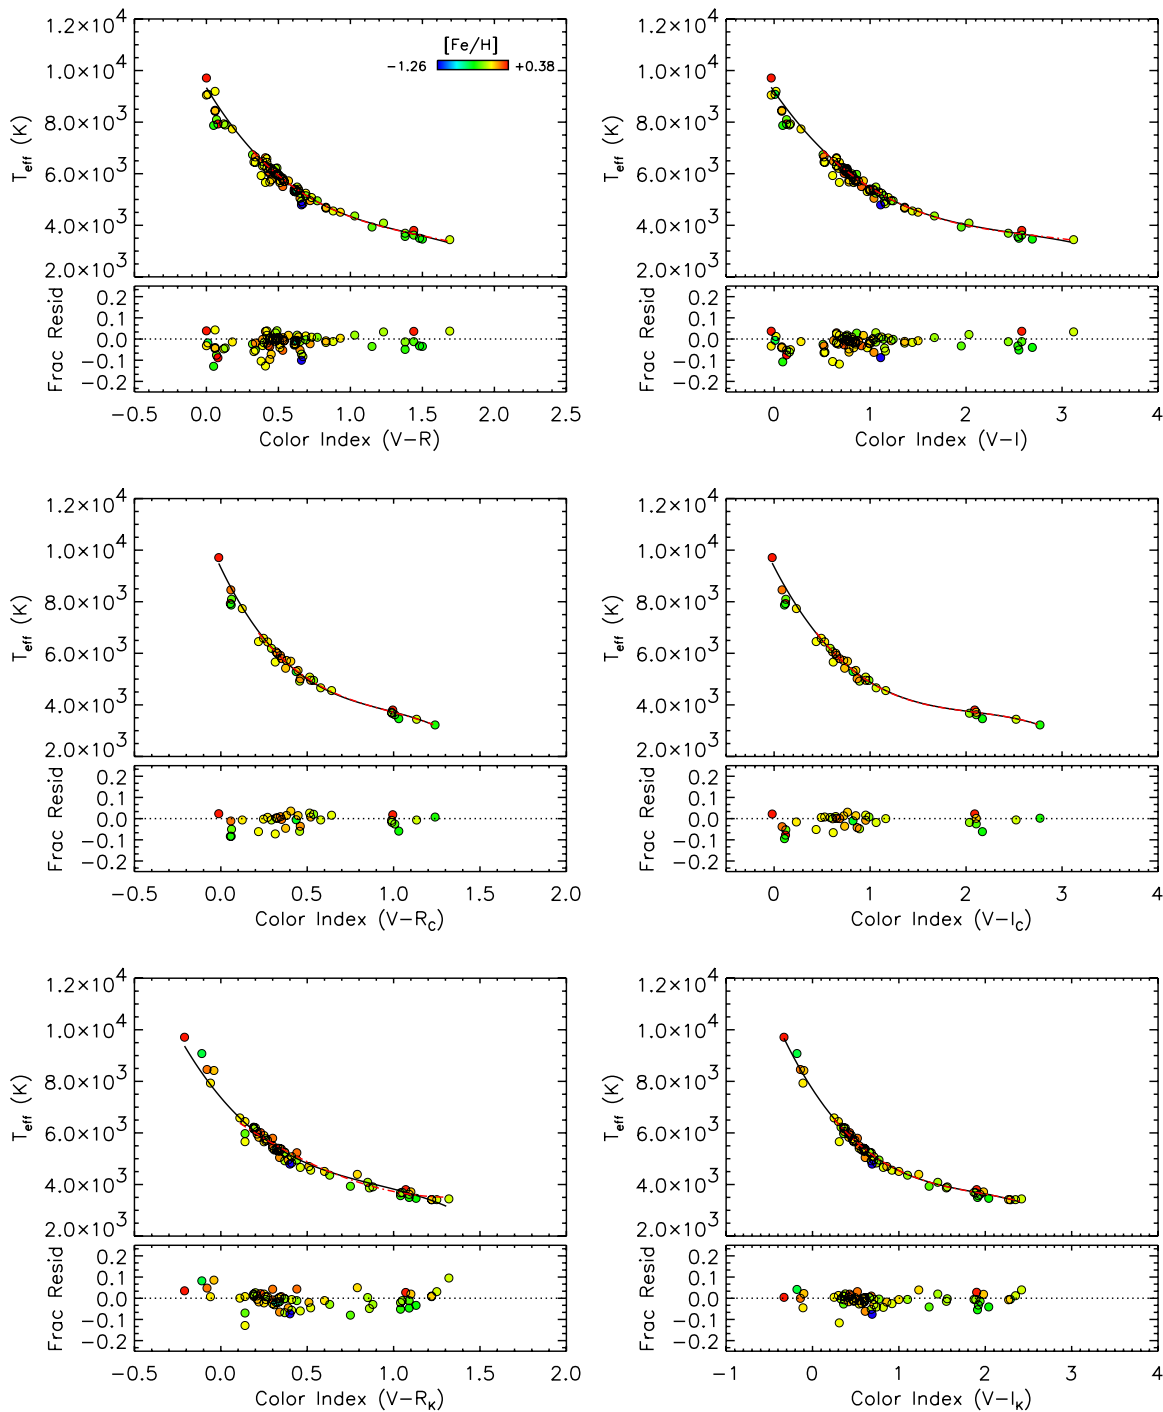 [Fe/H]
−1.26 +0.38
1.2×10⁴
1.0×10⁴
8.0×10³
6.0×10³
4.0×10³
2.0×10³
T_eff (K)
0.2
0.1
0.0
−0.1
−0.2
Frac Resid
−0.5 0.0 0.5 1.0 1.5 2.0 2.5
Color Index (V−R)
1.2×10⁴
1.0×10⁴
8.0×10³
6.0×10³
4.0×10³
2.0×10³
T_eff (K)
0.2
0.1
0.0
−0.1
−0.2
Frac Resid
0 1 2 3 4
Color Index (V−I)
1.2×10⁴
1.0×10⁴
8.0×10³
6.0×10³
4.0×10³
2.0×10³
T_eff (K)
0.2
0.1
0.0
−0.1
−0.2
Frac Resid
−0.5 0.0 0.5 1.0 1.5 2.0
Color Index (V−R_C)
1.2×10⁴
1.0×10⁴
8.0×10³
6.0×10³
4.0×10³
2.0×10³
T_eff (K)
0.2
0.1
0.0
−0.1
−0.2
Frac Resid
0 1 2 3 4
Color Index (V−I_C)
1.2×10⁴
1.0×10⁴
8.0×10³
6.0×10³
4.0×10³
2.0×10³
T_eff (K)
0.2
0.1
0.0
−0.1
−0.2
Frac Resid
−0.5 0.0 0.5 1.0 1.5 2.0
Color Index (V−R_K)
1.2×10⁴
1.0×10⁴
8.0×10³
6.0×10³
4.0×10³
2.0×10³
T_eff (K)
0.2
0.1
0.0
−0.1
−0.2
Frac Resid
−1 0 1 2 3 4
Color Index (V−I_K)